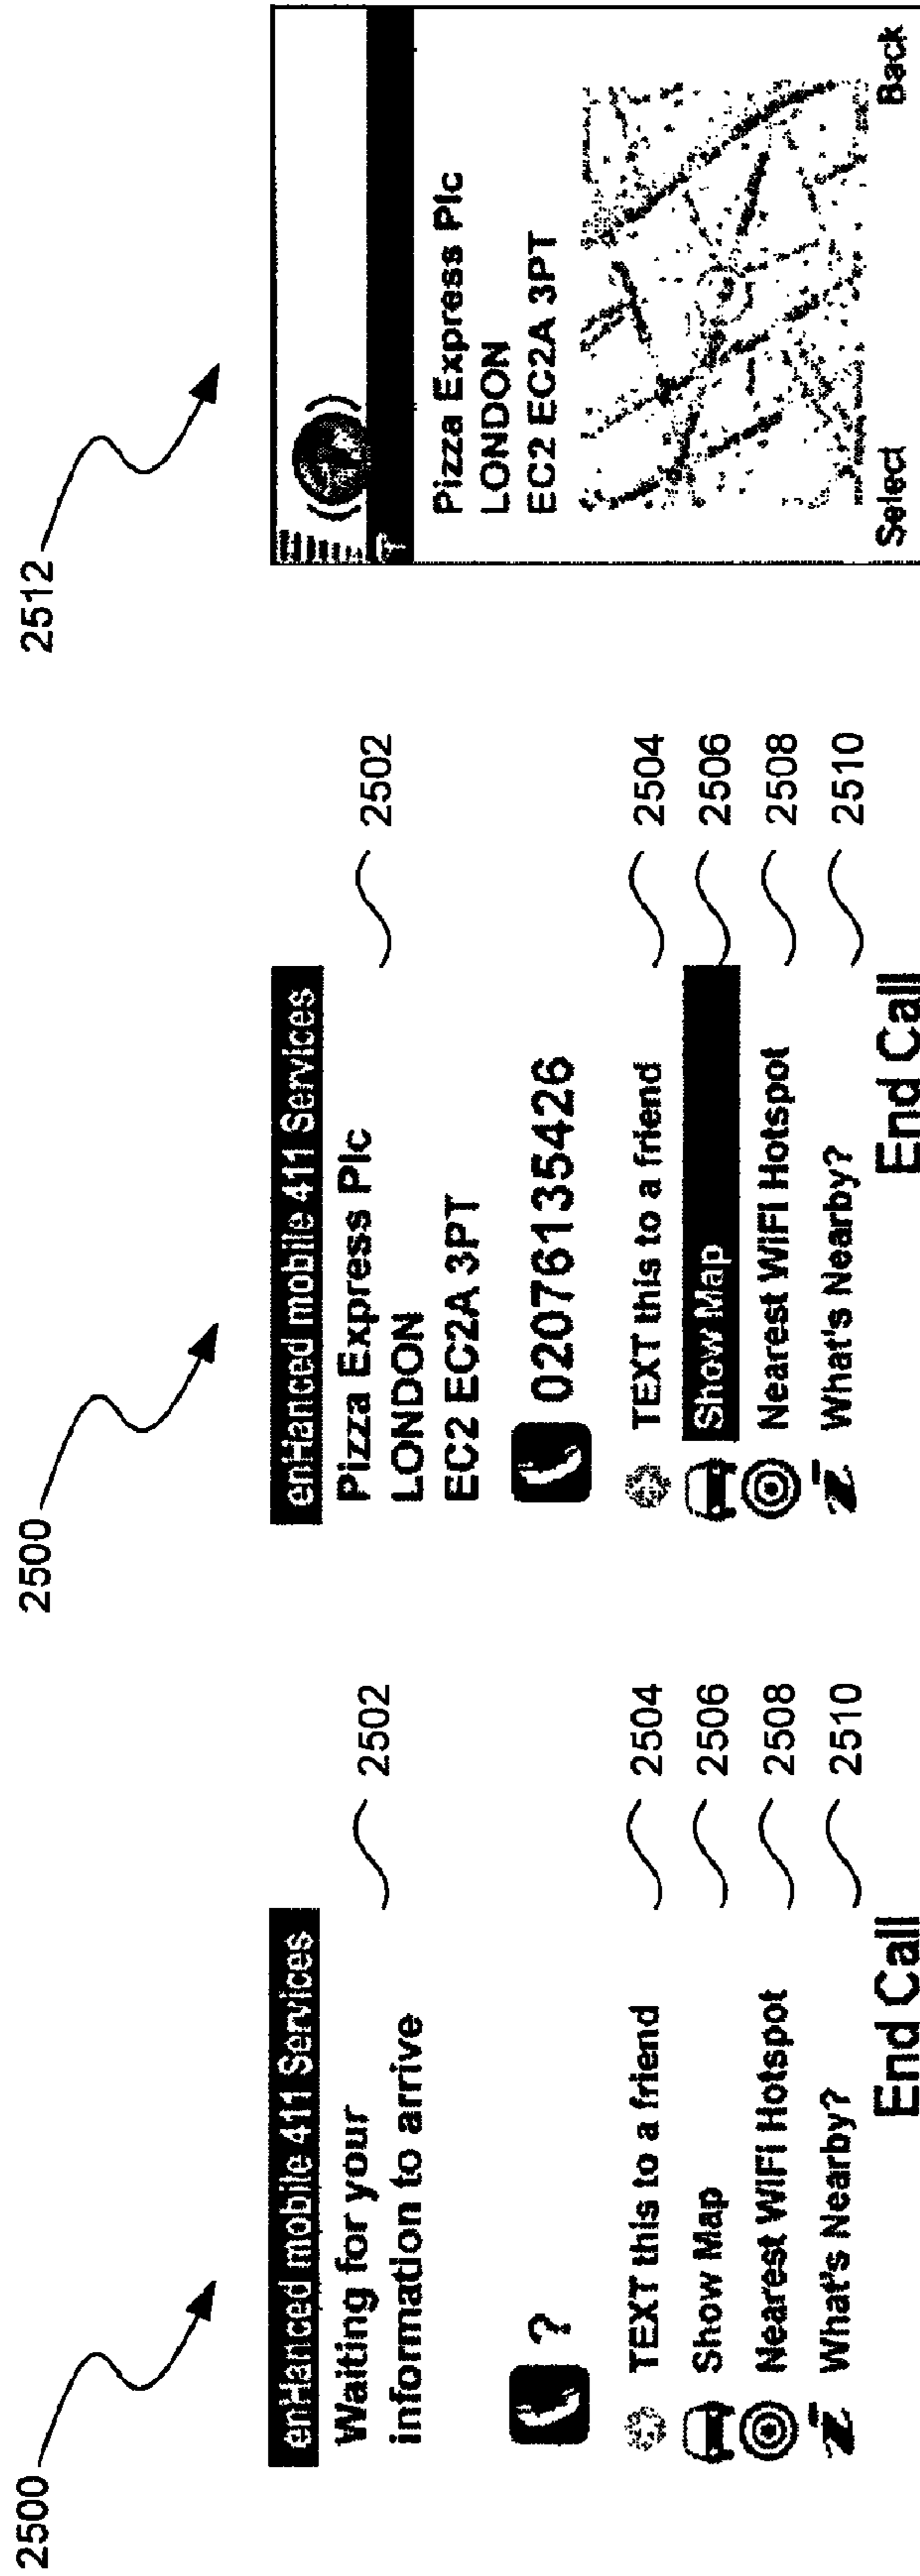 2500
enHanced mobile 411 Services
Waiting for your
information to arrive
2502
?
TEXT this to a friend
2504
Show Map
2506
Nearest WiFi Hotspot
2508
What's Nearby?
2510
End Call
2500
enHanced mobile 411 Services
Pizza Express Plc
2502
LONDON
EC2 EC2A 3PT
02076135426
TEXT this to a friend
2504
Show Map
2506
Nearest WiFi Hotspot
2508
What's Nearby?
2510
End Call
2512
T
Pizza Express Plc
LONDON
EC2 EC2A 3PT
Select Back